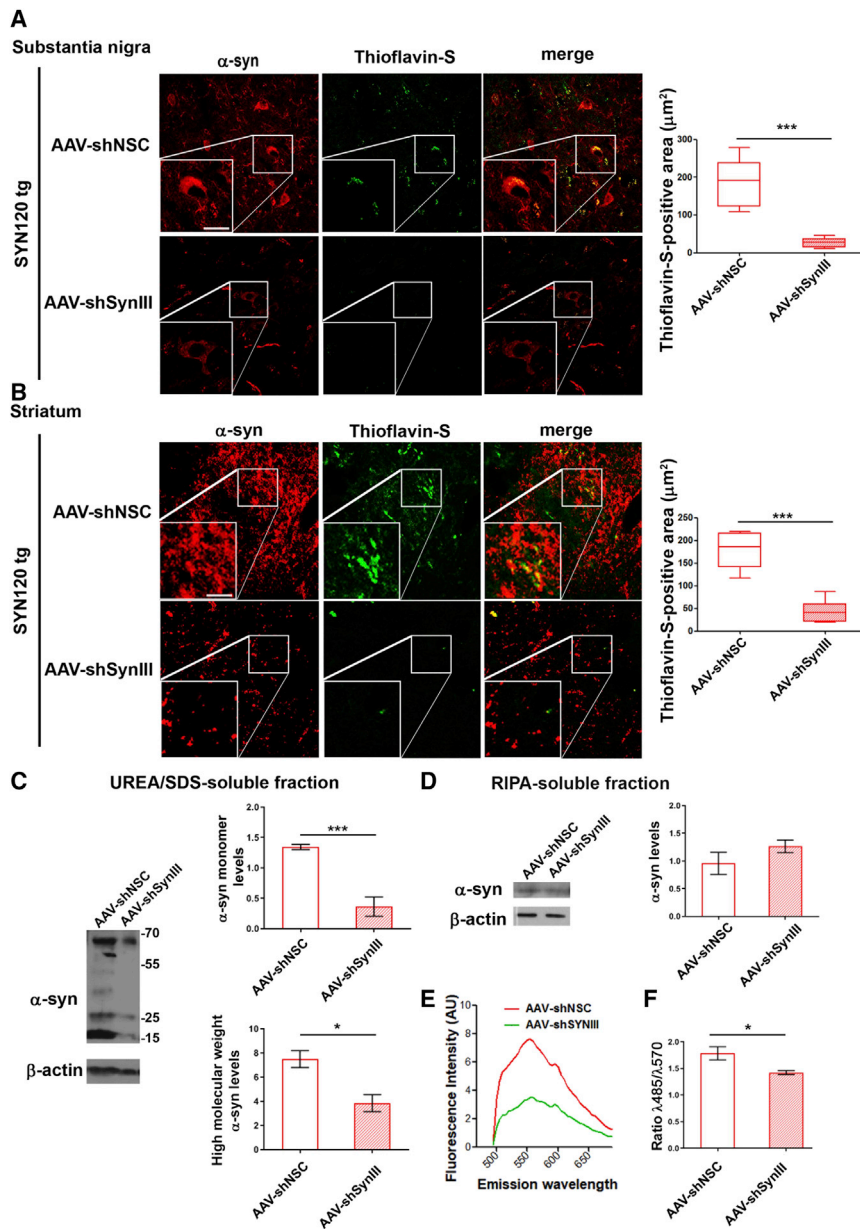 A
Substantia nigra
α-syn
Thioflavin-S
merge
SYN120 tg
AAV-shNSC
AAV-shSynIII
Thioflavin-S-positive area (μm²)
300
200
100
0
***
AAV-shNSC
AAV-shSynIII
B
Striatum
α-syn
Thioflavin-S
merge
SYN120 tg
AAV-shNSC
AAV-shSynIII
Thioflavin-S-positive area (μm²)
250
200
150
100
50
0
***
AAV-shNSC
AAV-shSynIII
C
UREA/SDS-soluble fraction
AAV-shNSC
AAV-shSynIII
α-syn
β-actin
-70
-55
-25
-15
α-syn monomer
levels
2.0
1.5
1.0
0.5
0.0
***
AAV-shNSC
AAV-shSynIII
High molecular weight
α-syn levels
10
8
6
4
2
0
*
AAV-shNSC
AAV-shSynIII
D
RIPA-soluble fraction
AAV-shNSC
AAV-shSynIII
α-syn
β-actin
α-syn levels
2.0
1.5
1.0
0.5
0.0
AAV-shNSC
AAV-shSynIII
E
Fluorescence Intensity (AU)
10
8
6
4
2
0
AAV-shNSC
AAV-shSYNIII
500
550
600
650
Emission wavelength
F
Ratio λ485/λ570
2.0
1.5
1.0
0.5
0.0
*
AAV-shNSC
AAV-shSynIII